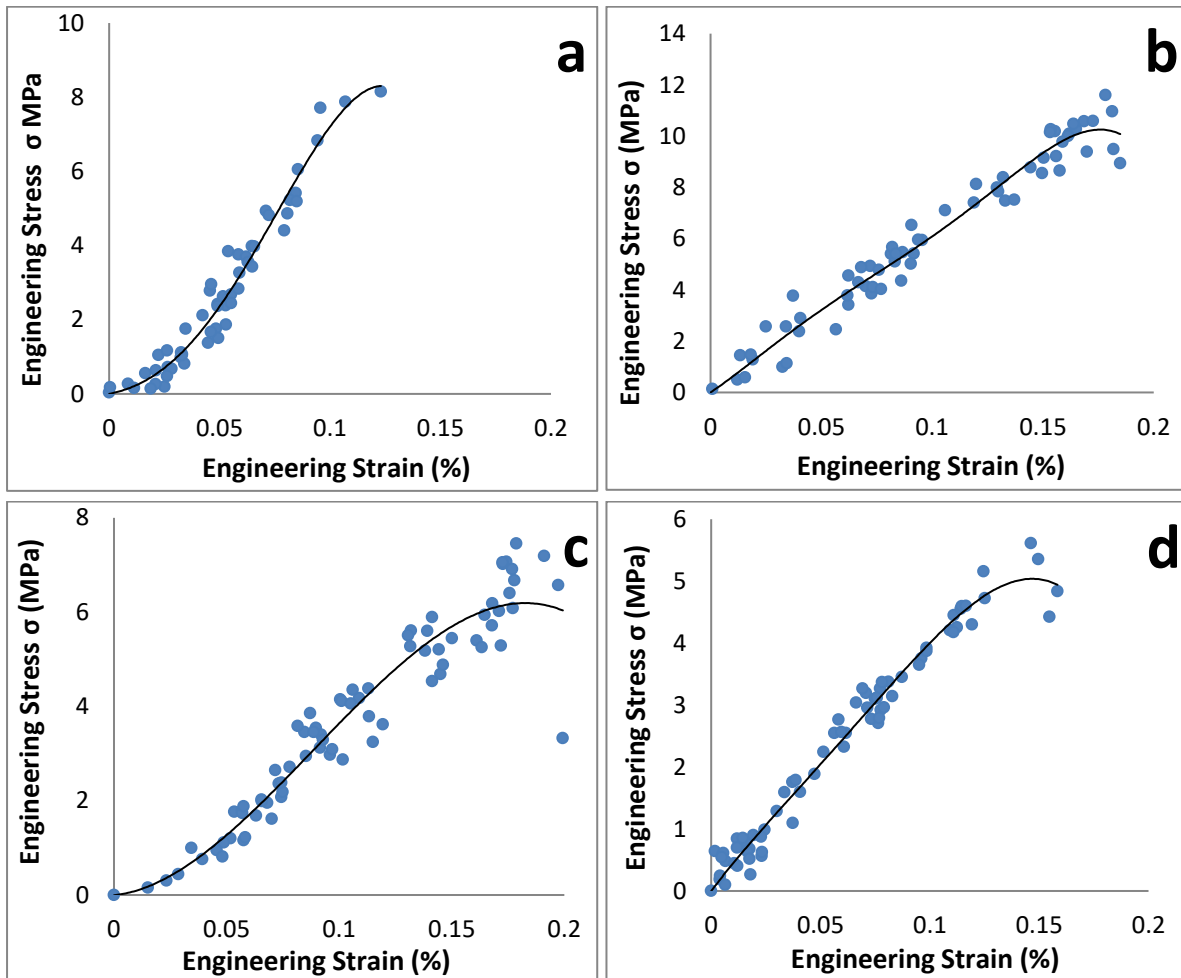 a
Engineering Stress σ MPa
10
8
6
4
2
0
0 0.05 0.1 0.15 0.2
Engineering Strain (%)
b
Engineering Stress σ (MPa)
14
12
10
8
6
4
2
0
0 0.05 0.1 0.15 0.2
Engineering Strain (%)
c
Engineering Stress σ (MPa)
8
6
4
2
0
0 0.05 0.1 0.15 0.2
Engineering Strain (%)
d
Engineering Stress σ (MPa)
6
5
4
3
2
1
0
0 0.05 0.1 0.15 0.2
Engineering Strain (%)